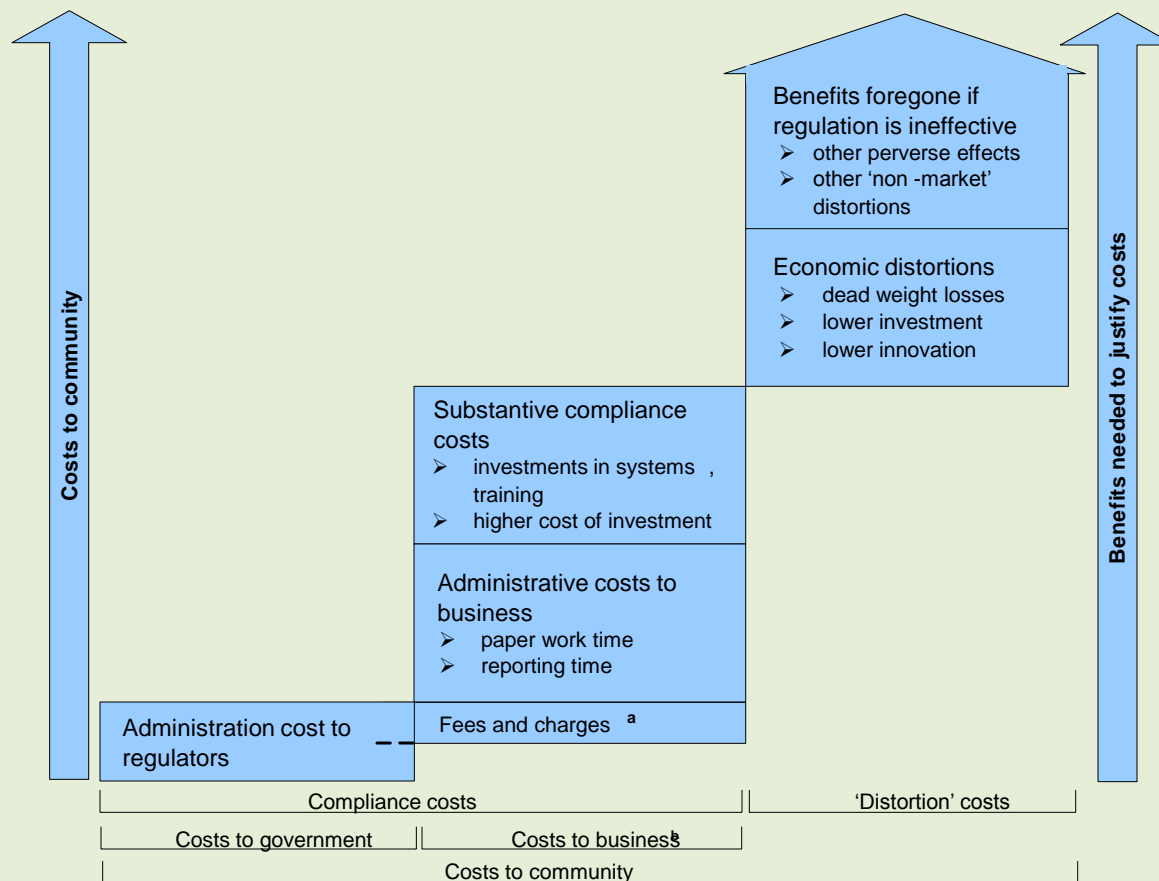 Costs to community
Benefits foregone if
regulation is ineffective
➢ other perverse effects
➢ other ‘non -market’
distortions
Economic distortions
➢ dead weight losses
➢ lower investment
➢ lower innovation
Substantive compliance
costs
➢ investments in systems ,
training
➢ higher cost of investment
Administrative costs to
business
➢ paper work time
➢ reporting time
Fees and charges a
Administration cost to
regulators
Benefits needed to justify costs
Compliance costs
‘Distortion’ costs
Costs to government
Costs to business b
Costs to community